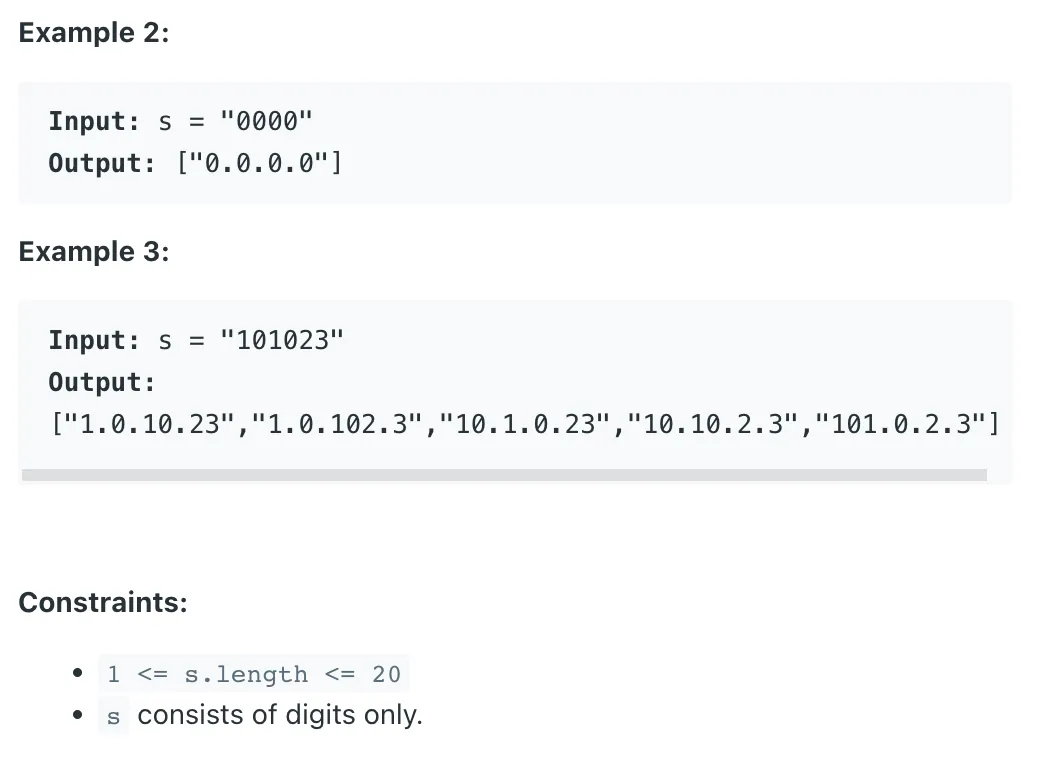 Example 2:
Input: s = "0000"
Output: ["0.0.0.0"]
Example 3:
Input: s = "101023"
Output:
["1.0.10.23","1.0.102.3","10.1.0.23","10.10.2.3","101.0.2.3"]
Constraints:
• 1 <= s.length <= 20
• s consists of digits only.